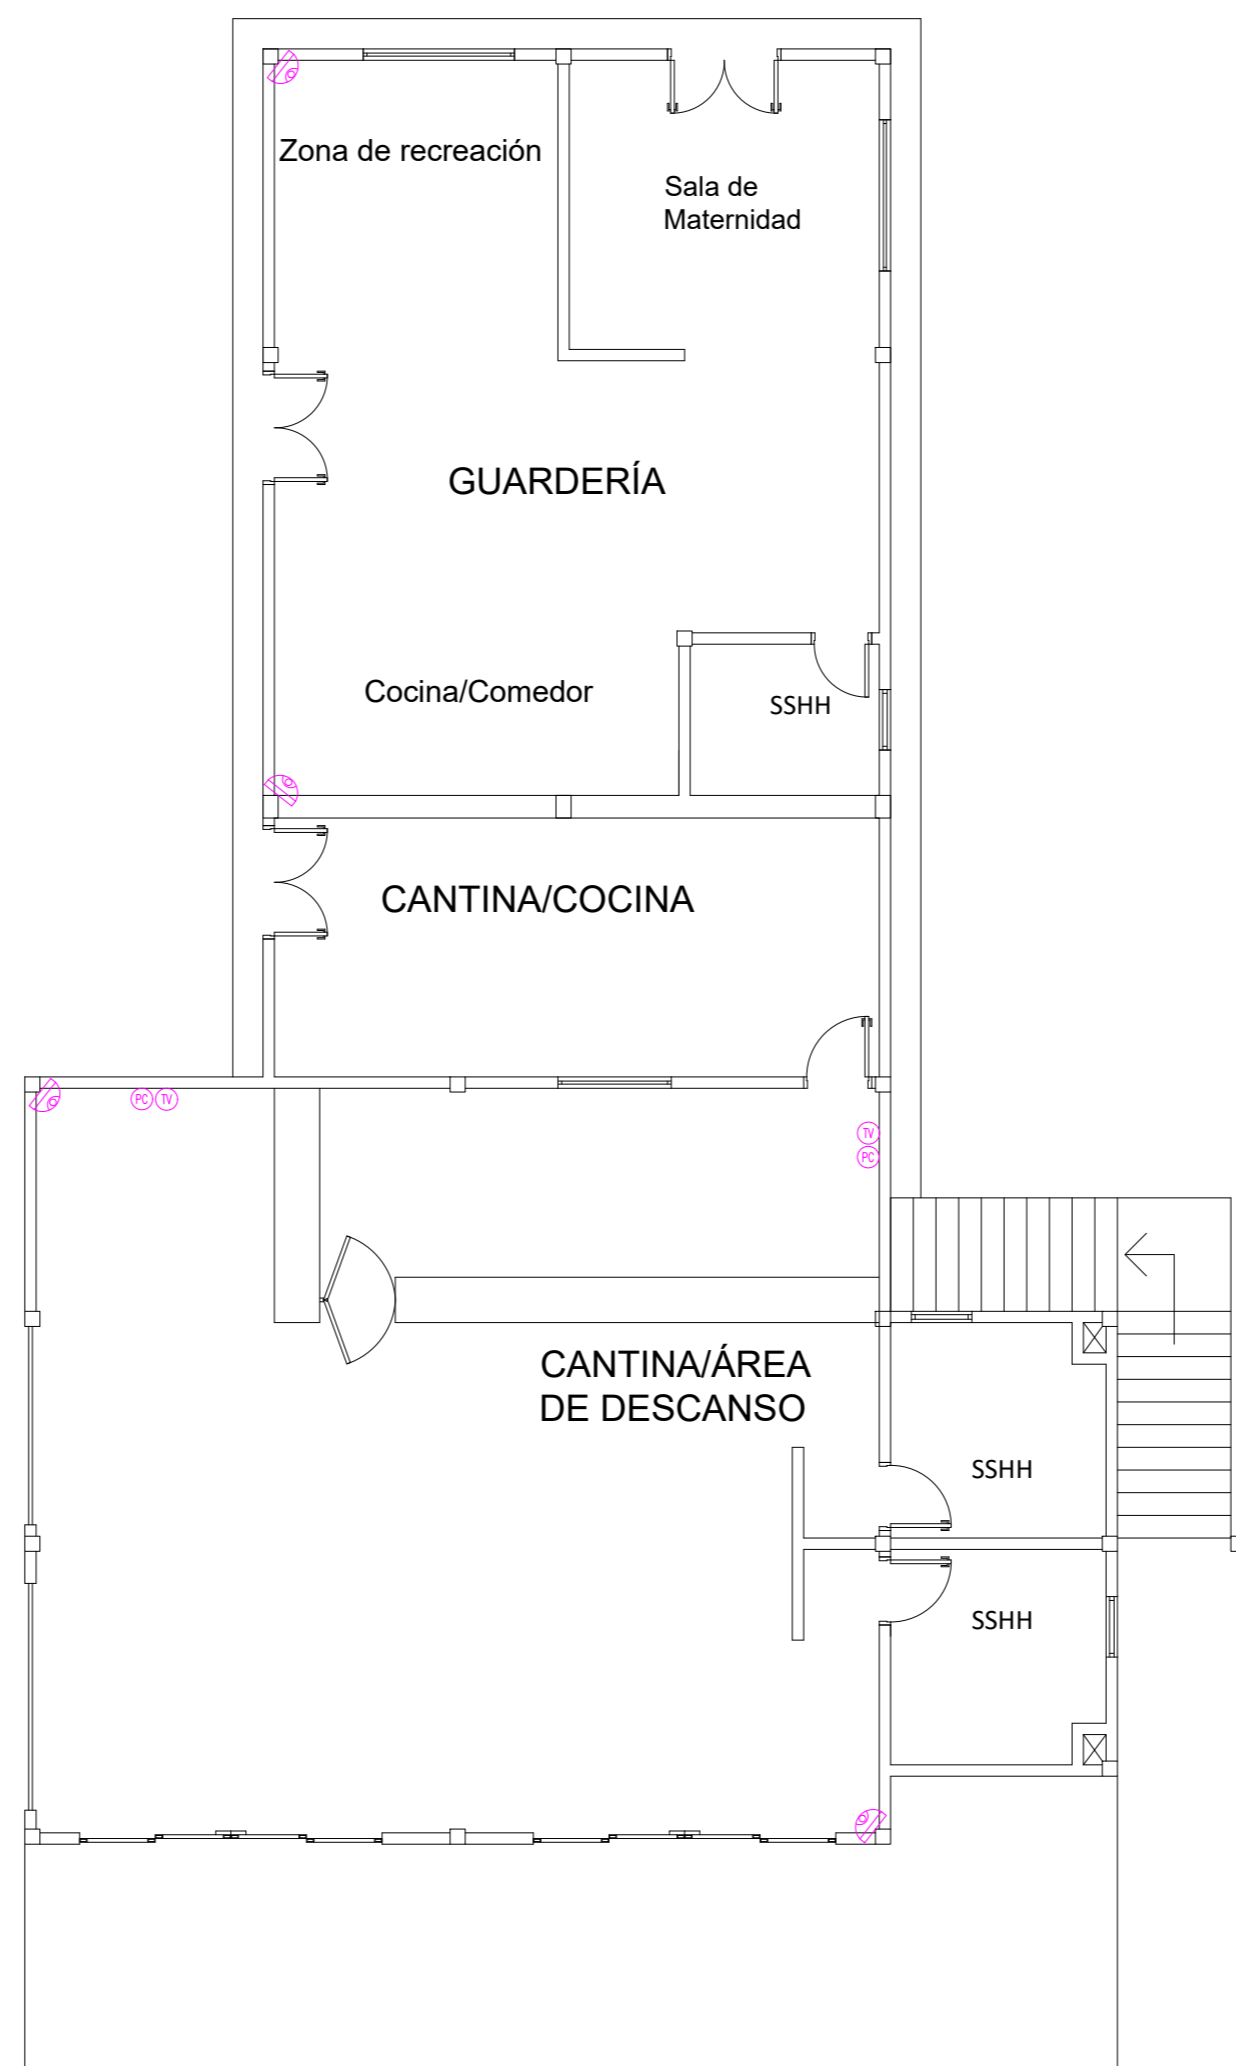 Zona de recreación
Sala de
Maternidad
GUARDERÍA
Cocina/Comedor
SSHH
CANTINA/COCINA
PC TV
TV
PC
CANTINA/ÁREA
DE DESCANSO
SSHH
SSHH